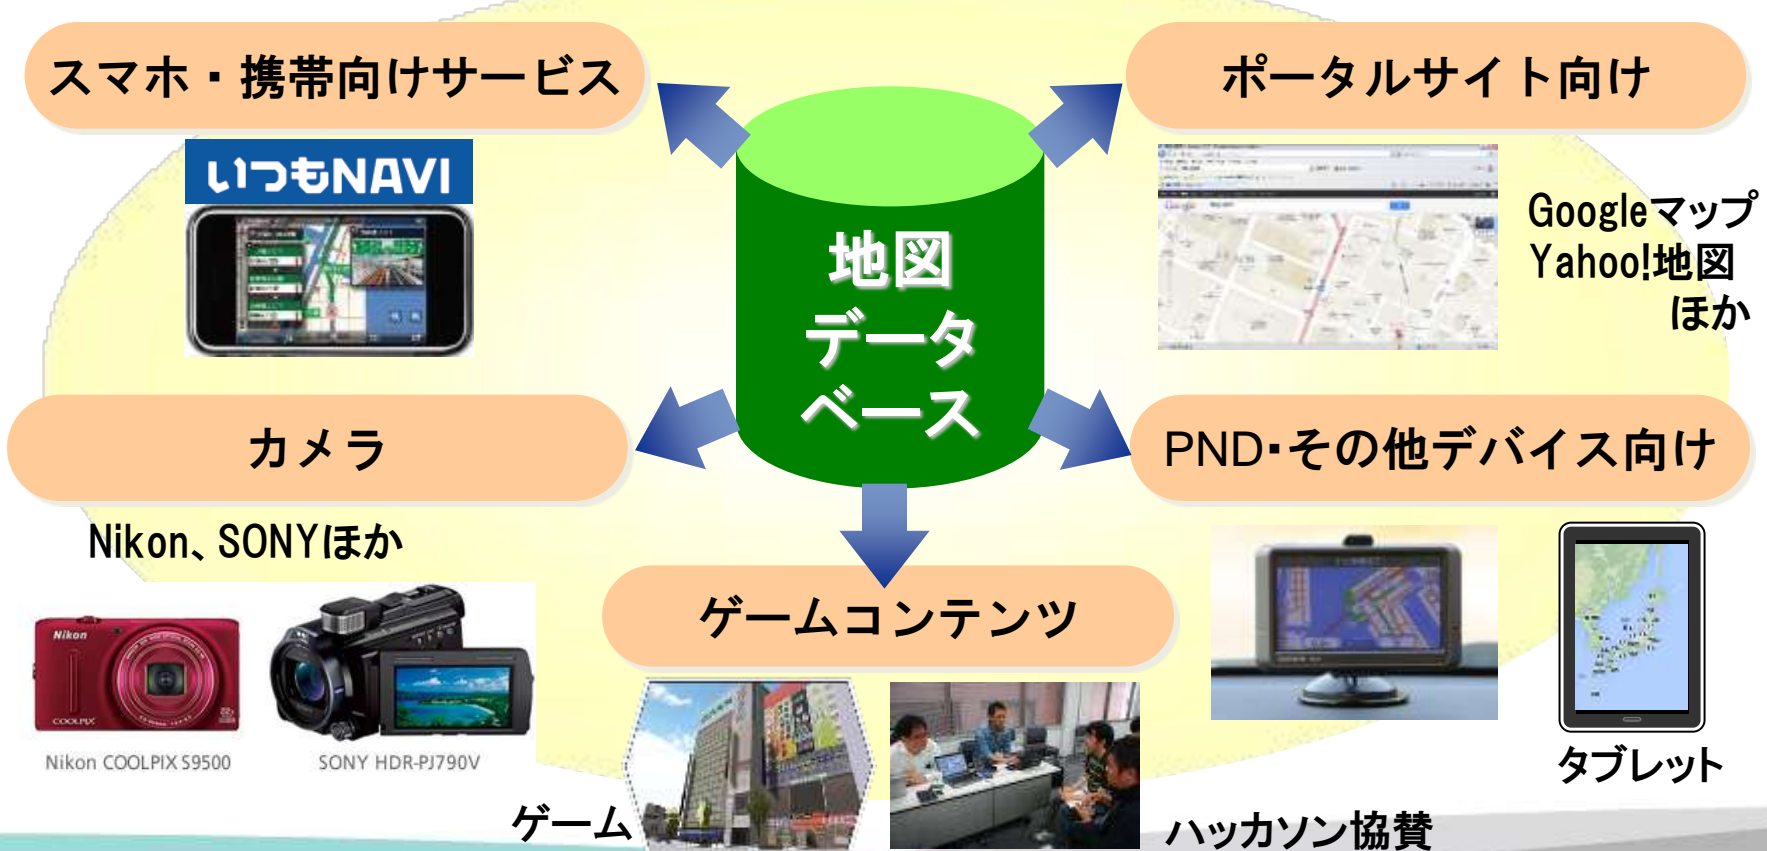 スマホ・携帯向けサービス
いつもNAVI
ポータルサイト向け
Google
Googleマップ
Yahoo!地図
ほか
地図
データ
ベース
カメラ
Nikon、SONYほか
Nikon
COOLPIX
Nikon COOLPIX S9500
SONY HDR-PJ790V
PND・その他デバイス向け
タブレット
ゲームコンテンツ
ゲーム
ハッカソン協賛